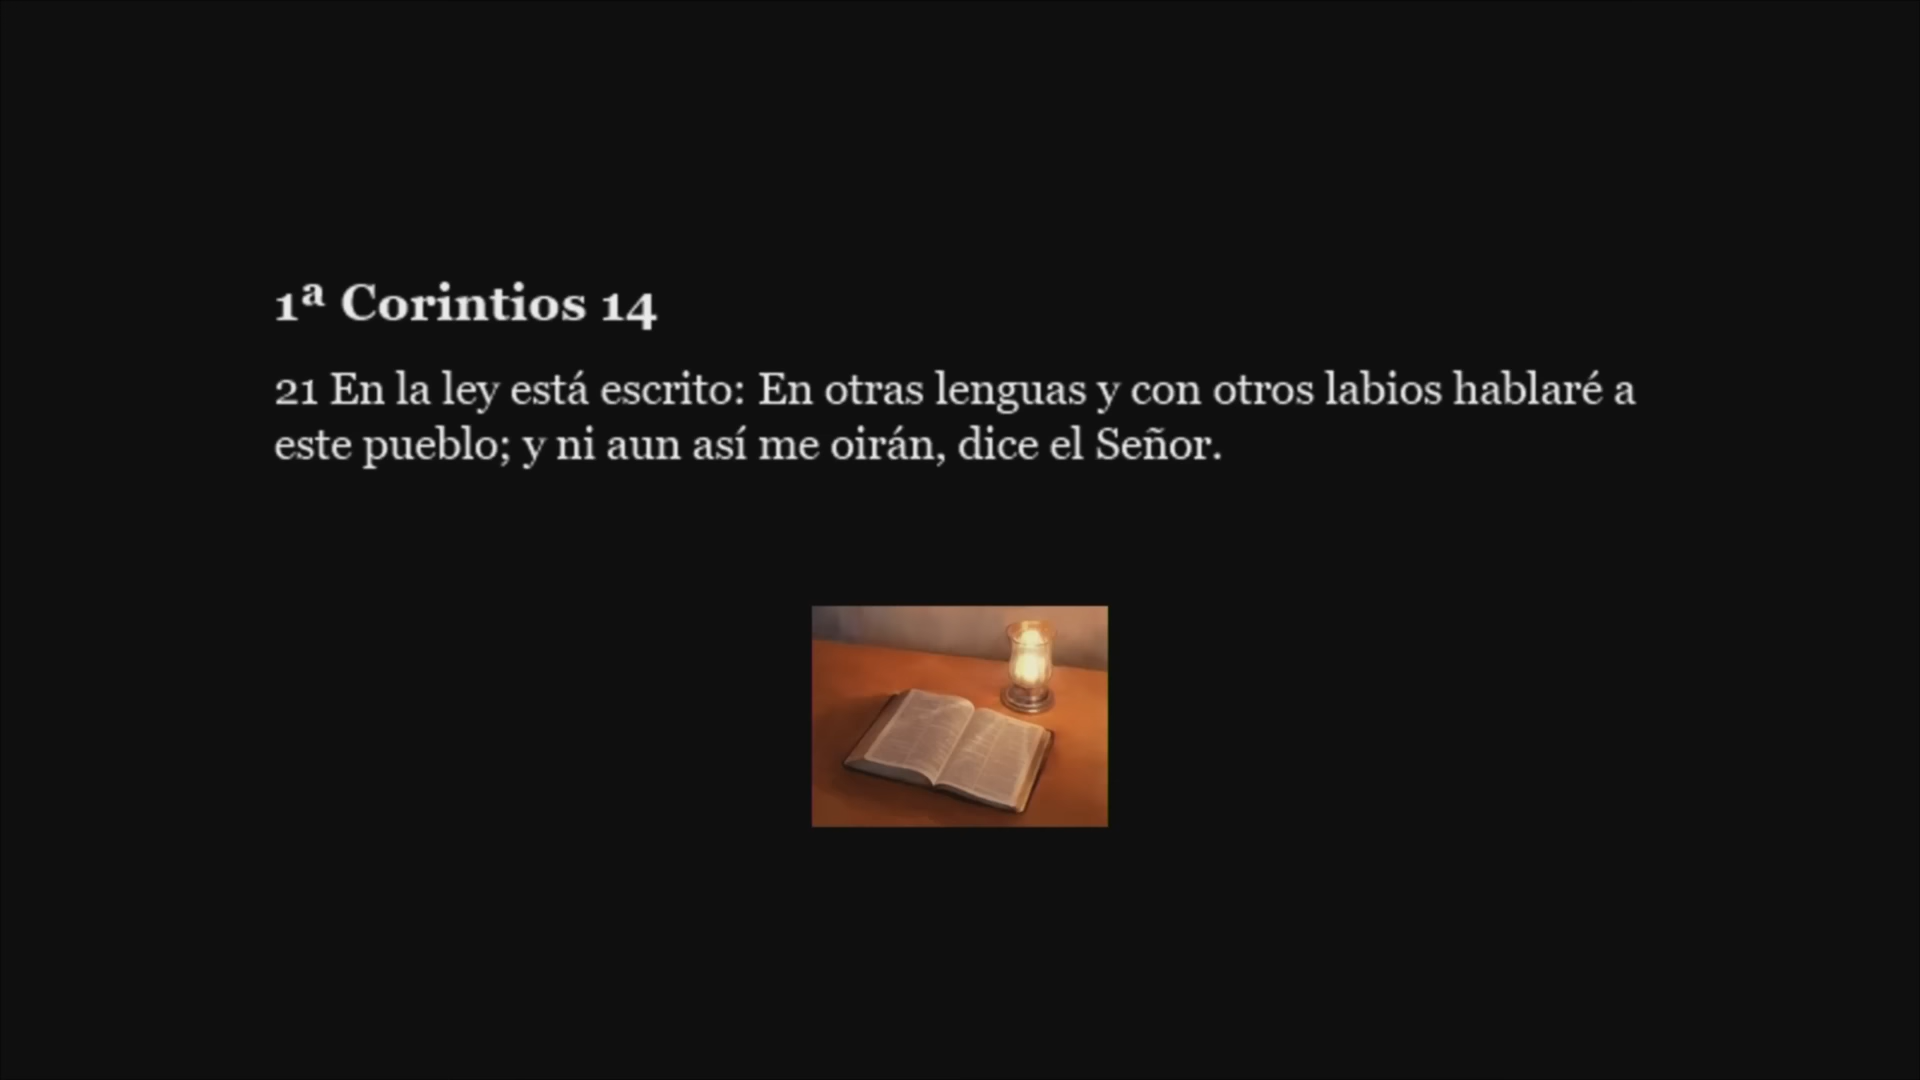 1ª Corintios 14
21 En la ley está escrito: En otras lenguas y con otros labios hablaré a
este pueblo; y ni aun así me oirán, dice el Señor.